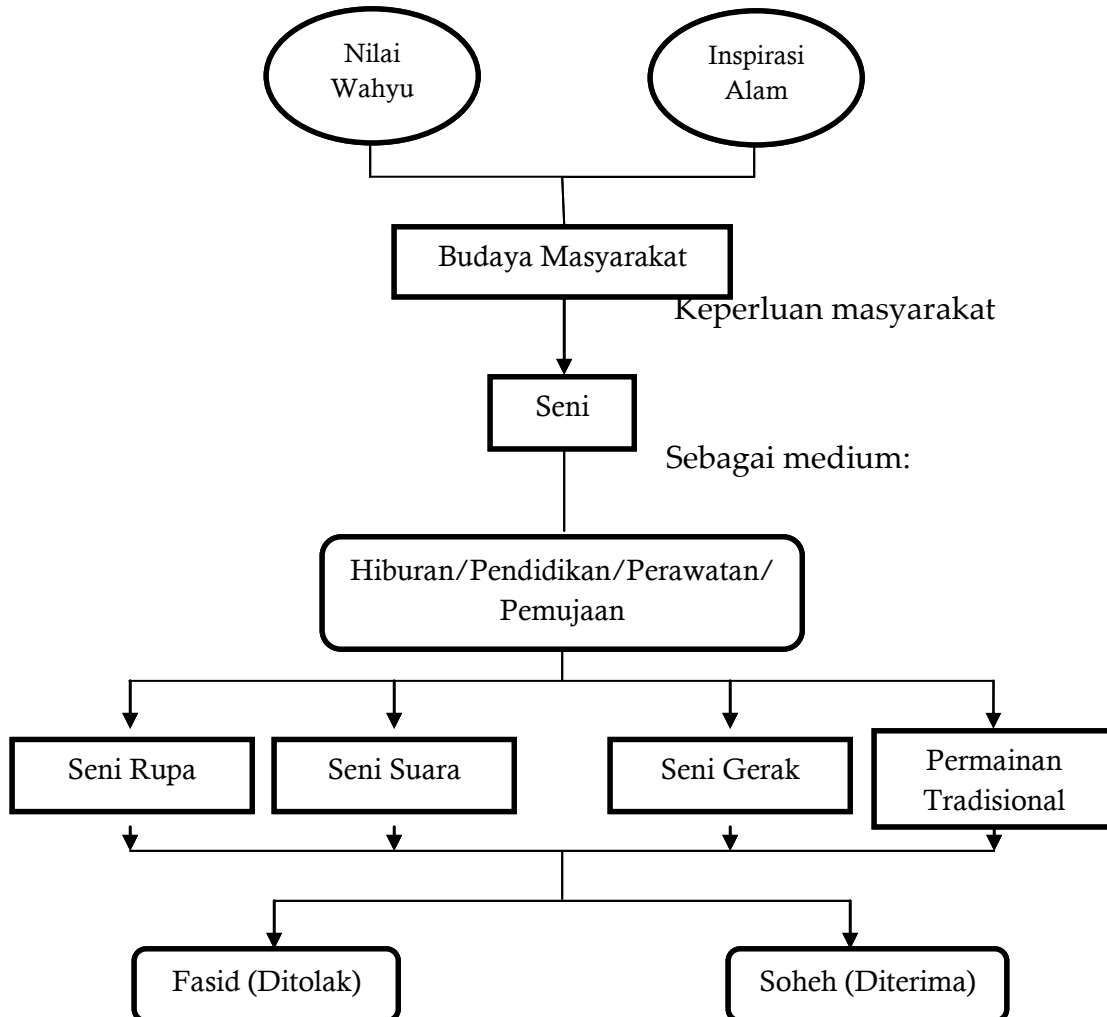 Nilai
Wahyu
Inspirasi
Alam
Budaya Masyarakat
Keperluan masyarakat
Seni
Sebagai medium:
Hiburan/Pendidikan/Perawatan/
Pemujaan
Seni Rupa
Seni Suara
Seni Gerak
Permainan
Tradisional
Fasid (Ditolak)
Soheh (Diterima)